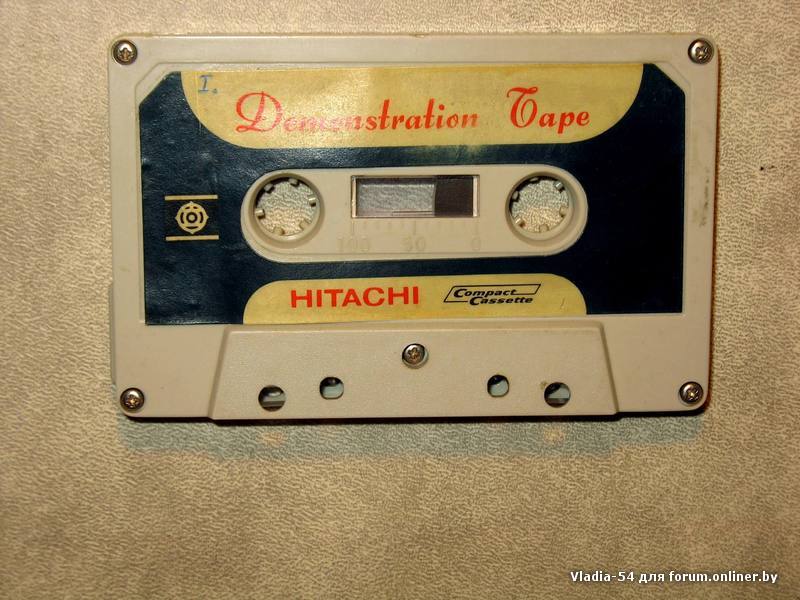 I.
Demonstration Tape
100 50 0
HITACHI
Compact
Cassette
Vladia-54 для forum.onliner.by